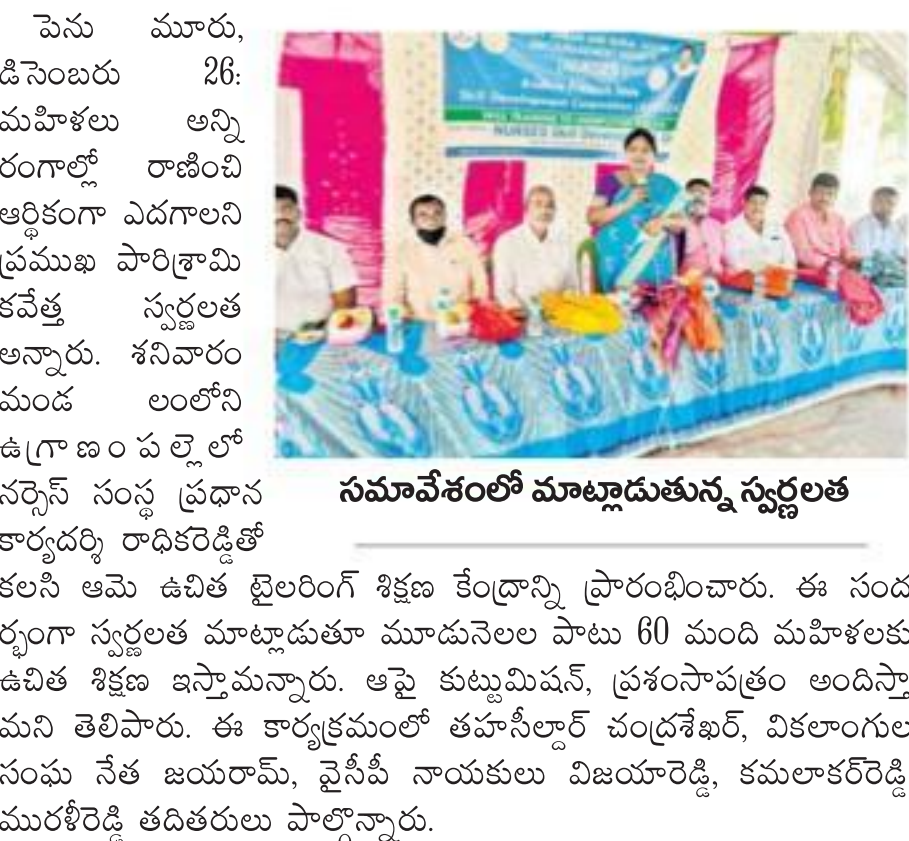 పెను మూరు,
డిసెంబరు 26:
మహిళలు అన్ని
రంగాల్లో రాణించి
ఆర్థికంగా ఎదగాలని
ప్రముఖ పారిశ్రామి
కవేత్త స్వర్ణలత
అన్నారు. శనివారం
మండ లంలోని
ఉగ్రాణం పల్లెలో
నర్సెస్ సంస్థ ప్రధాన
కార్యదర్శి రాధికరెడ్డితో
కలసి ఆమె ఉచిత టైలరింగ్ శిక్షణ కేంద్రాన్ని ప్రారంభించారు. ఈ సంద
ర్భంగా స్వర్ణలత మాట్లాడుతూ మూడునెలల పాటు 60 మంది మహిళలకు
ఉచిత శిక్షణ ఇస్తామన్నారు. ఆపై కుట్టుమిషన్, ప్రశంసాపత్రం అందిస్తా
మని తెలిపారు. ఈ కార్యక్రమంలో తహసీల్దార్ చంద్రశేఖర్, వికలాంగుల
సంఘ నేత జయరామ్, వైసీపీ నాయకులు విజయారెడ్డి, కమలాకర్‌రెడ్డి
మురళీరెడ్డి తదితరులు పాల్గొన్నారు.
సమావేశంలో మాట్లాడుతున్న స్వర్ణలత